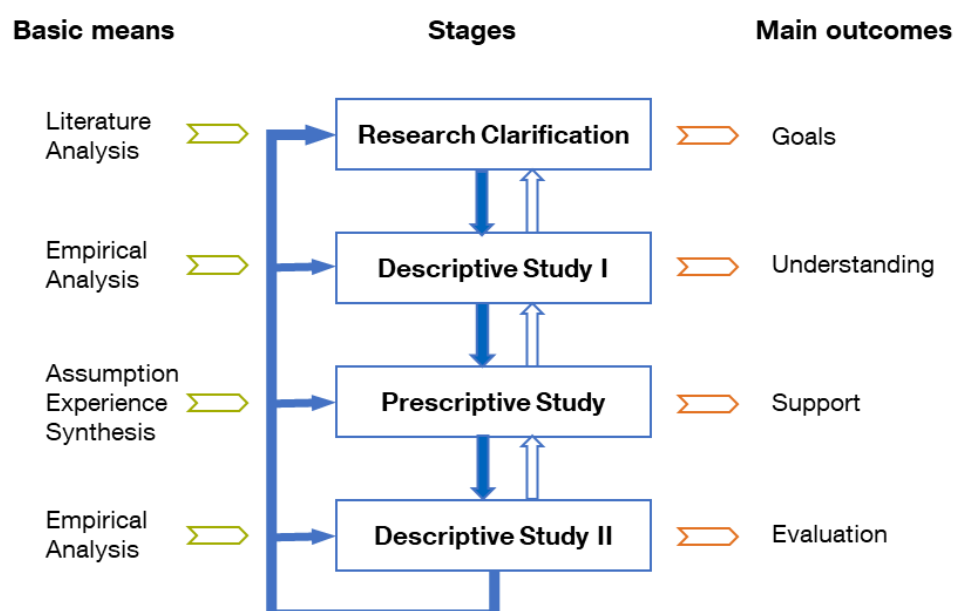 Basic means
Stages
Main outcomes
Literature
Analysis
Research Clarification
Goals
Empirical
Analysis
Descriptive Study I
Understanding
Assumption
Experience
Synthesis
Prescriptive Study
Support
Empirical
Analysis
Descriptive Study II
Evaluation